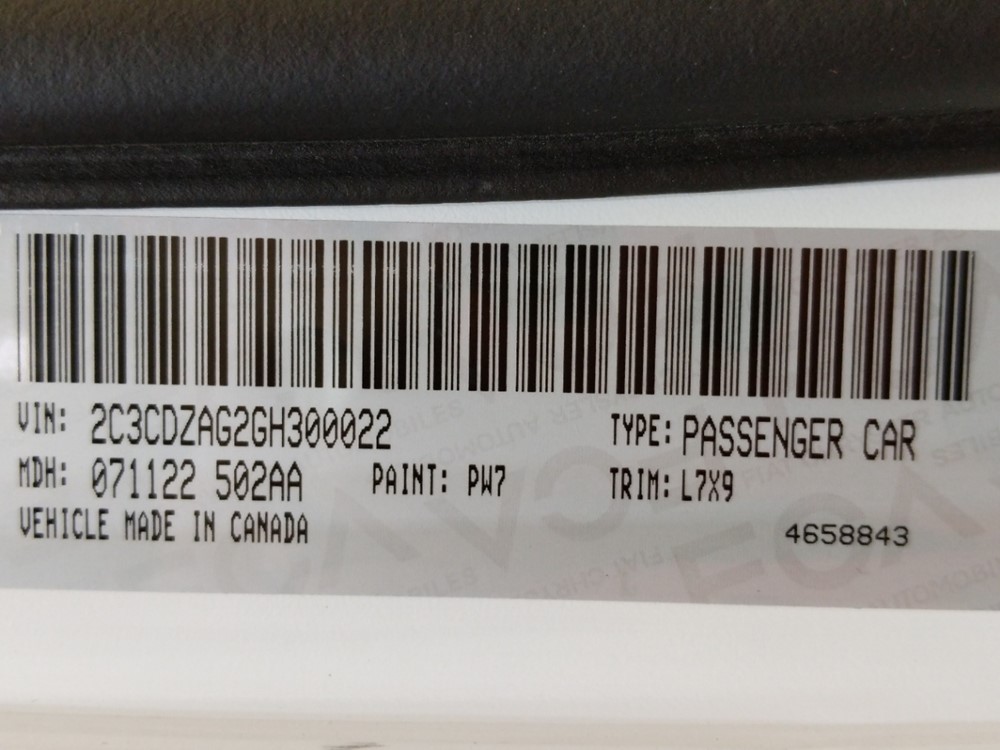 VIN: 2C3CDZAG2GH300022
TYPE: PASSENGER CAR
MDH: 071122 502AA
PAINT: PW7
TRIM: L7X9
VEHICLE MADE IN CANADA
4658843